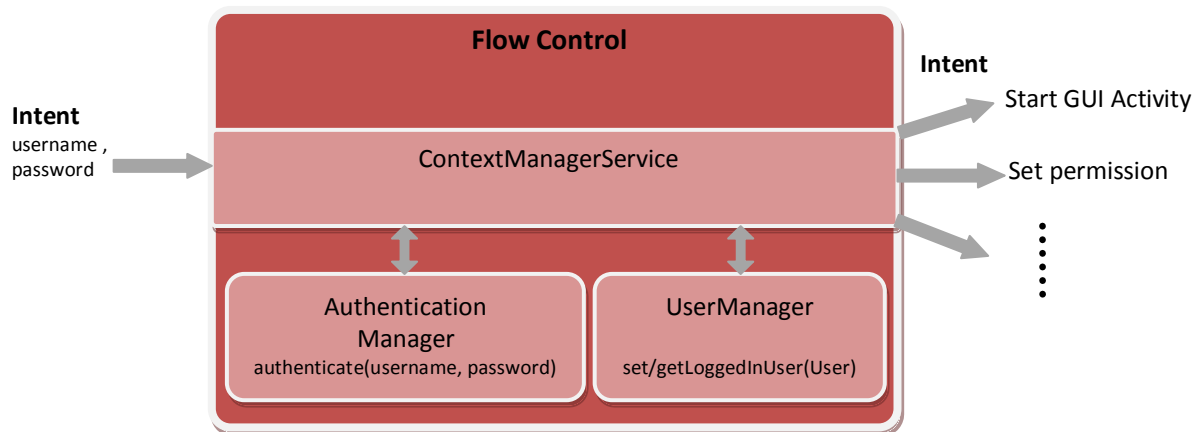 Flow Control
Intent
username ,
password
ContextManagerService
Intent
Start GUI Activity
Set permission
Authentication
Manager
authenticate(username, password)
UserManager
set/getLoggedInUser(User)